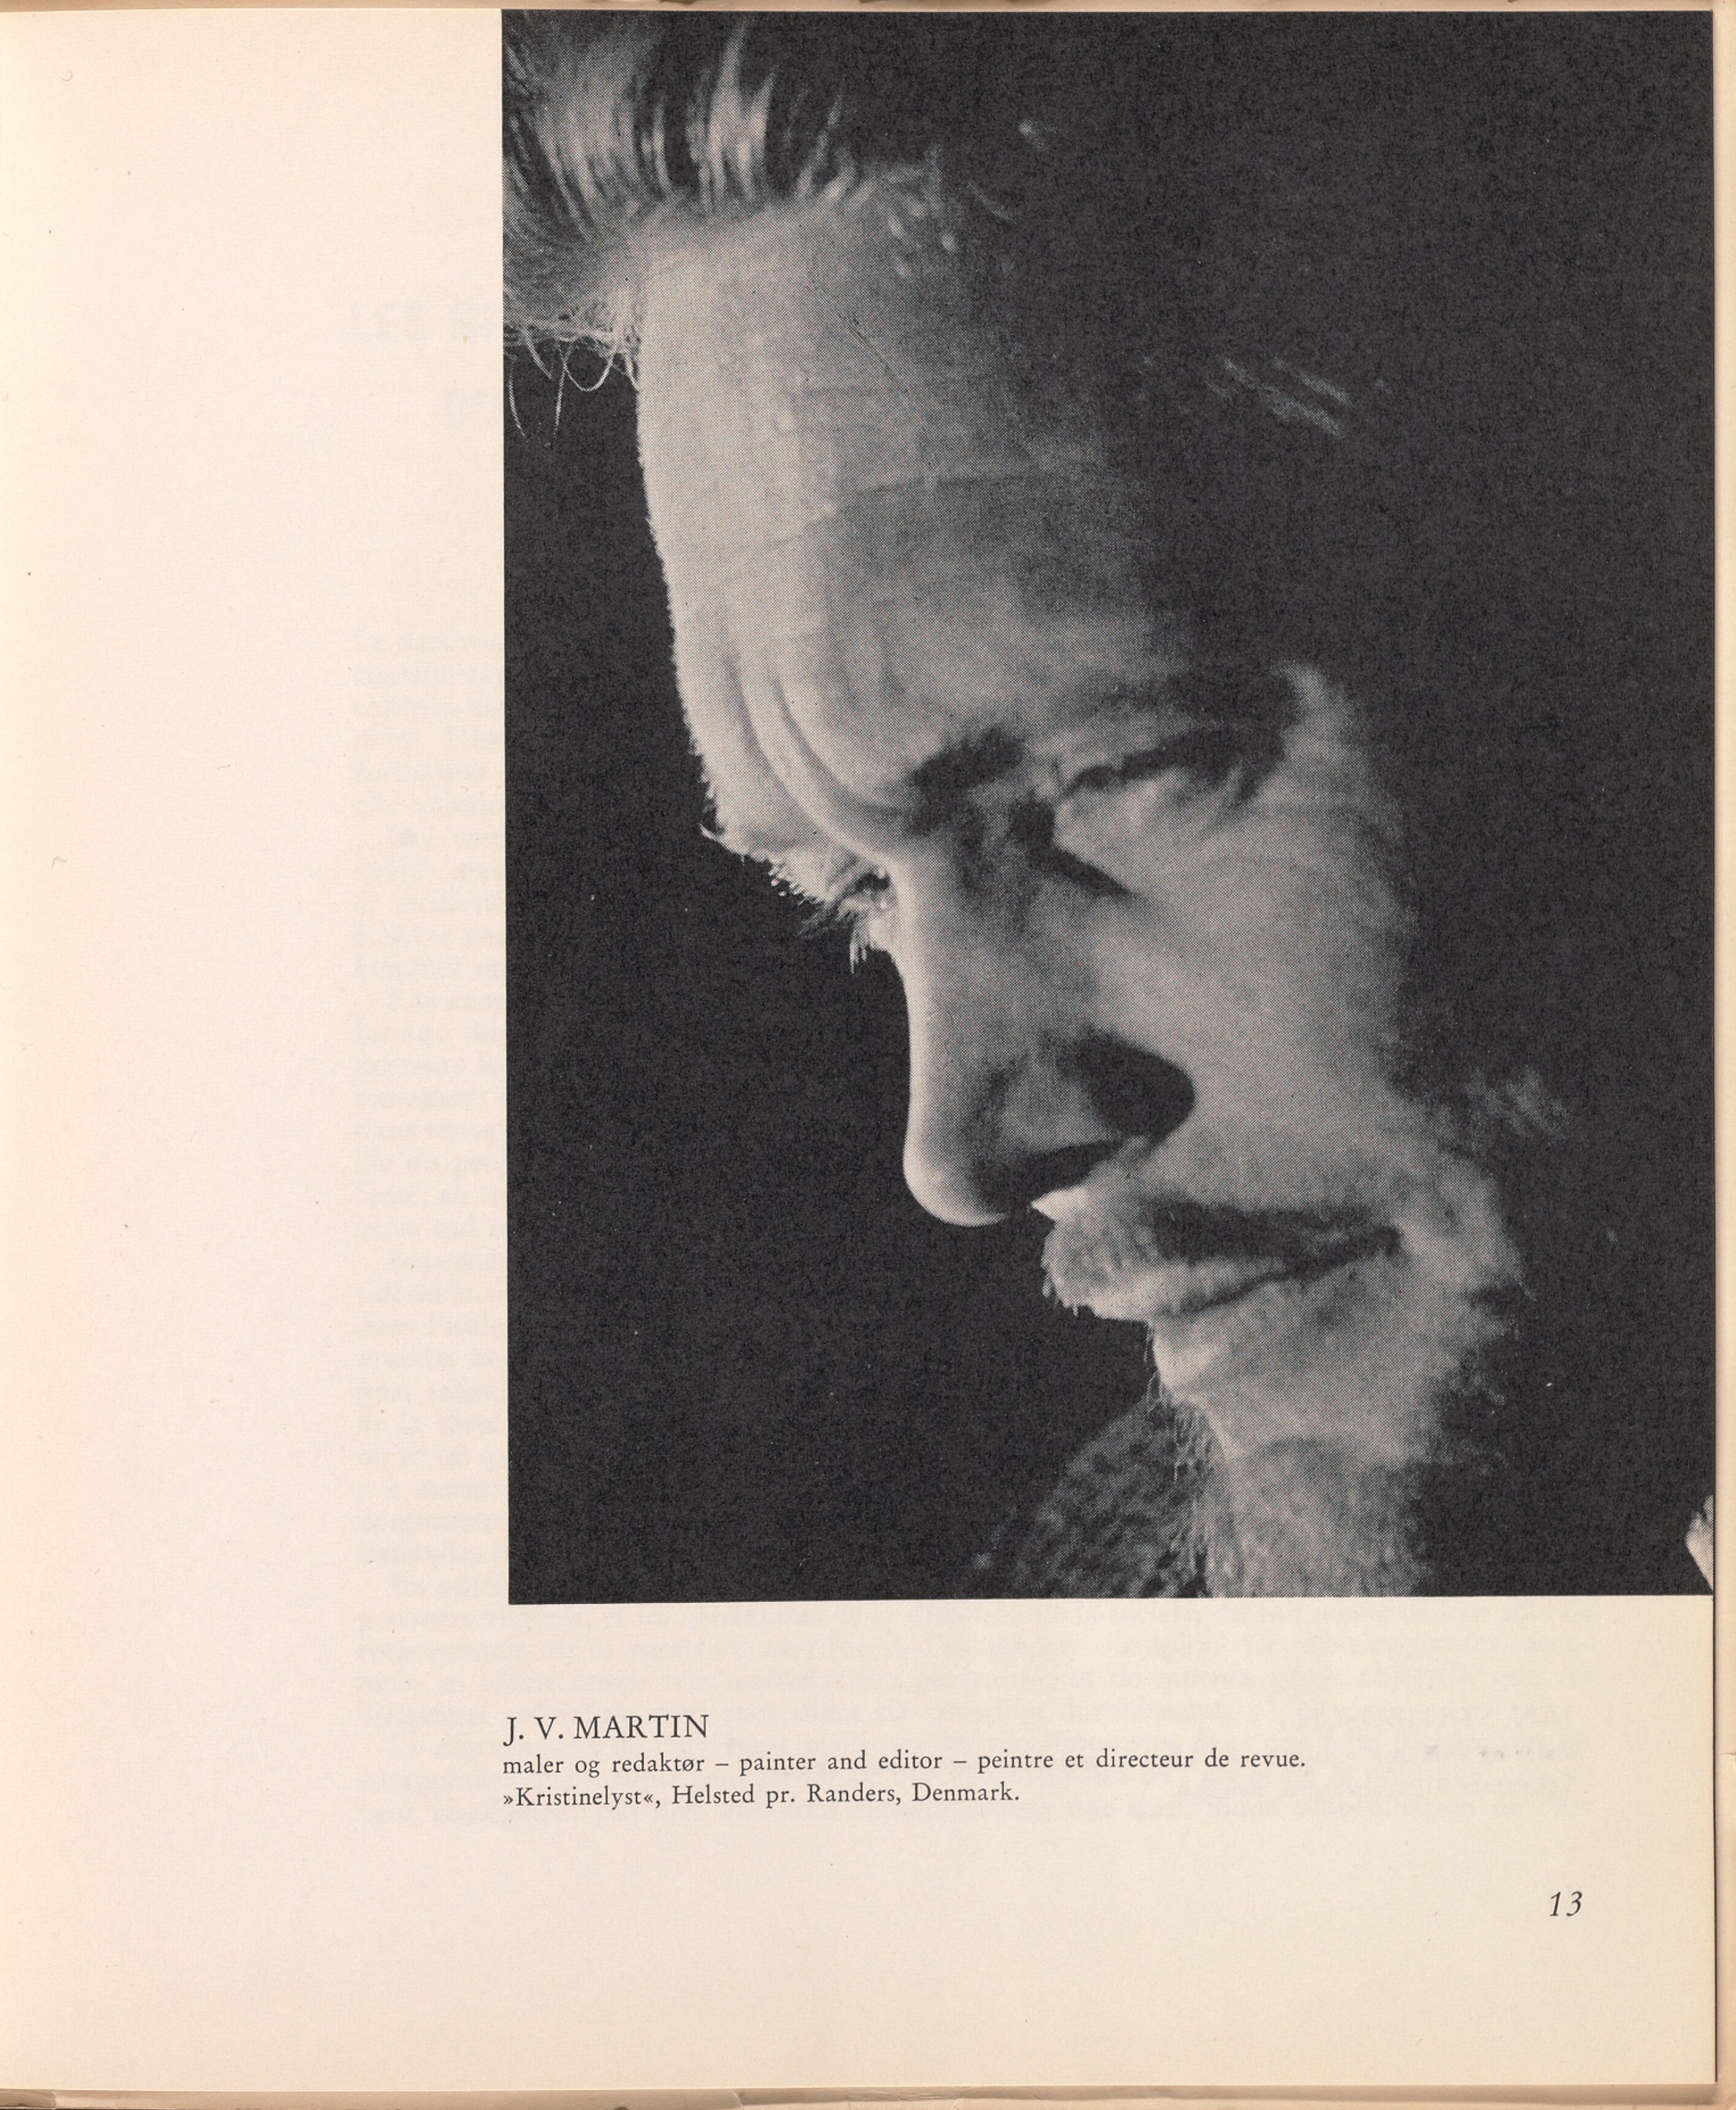 J. V. MARTIN
maler og redaktør – painter and editor – peintre et directeur de revue.
»Kristinelyst«, Helsted pr. Randers, Denmark.
13